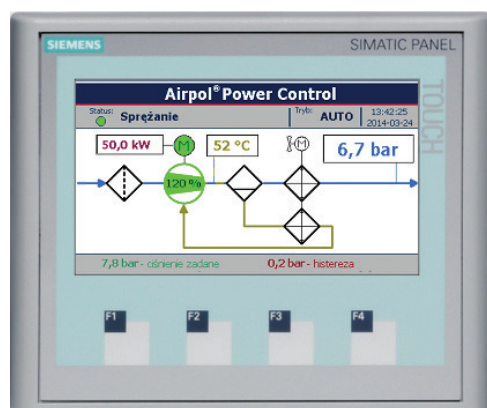 SIEMENS
SIMATIC PANEL
TOUCH
Airpol® Power Control
Status: Sprężanie Tryb: AUTO 13:42:25
2014-03-24
50,0 kW M 52 °C M 6,7 bar
120 %
7,8 bar - ciśnienie zadane 0,2 bar - histereza
F1 F2 F3 F4